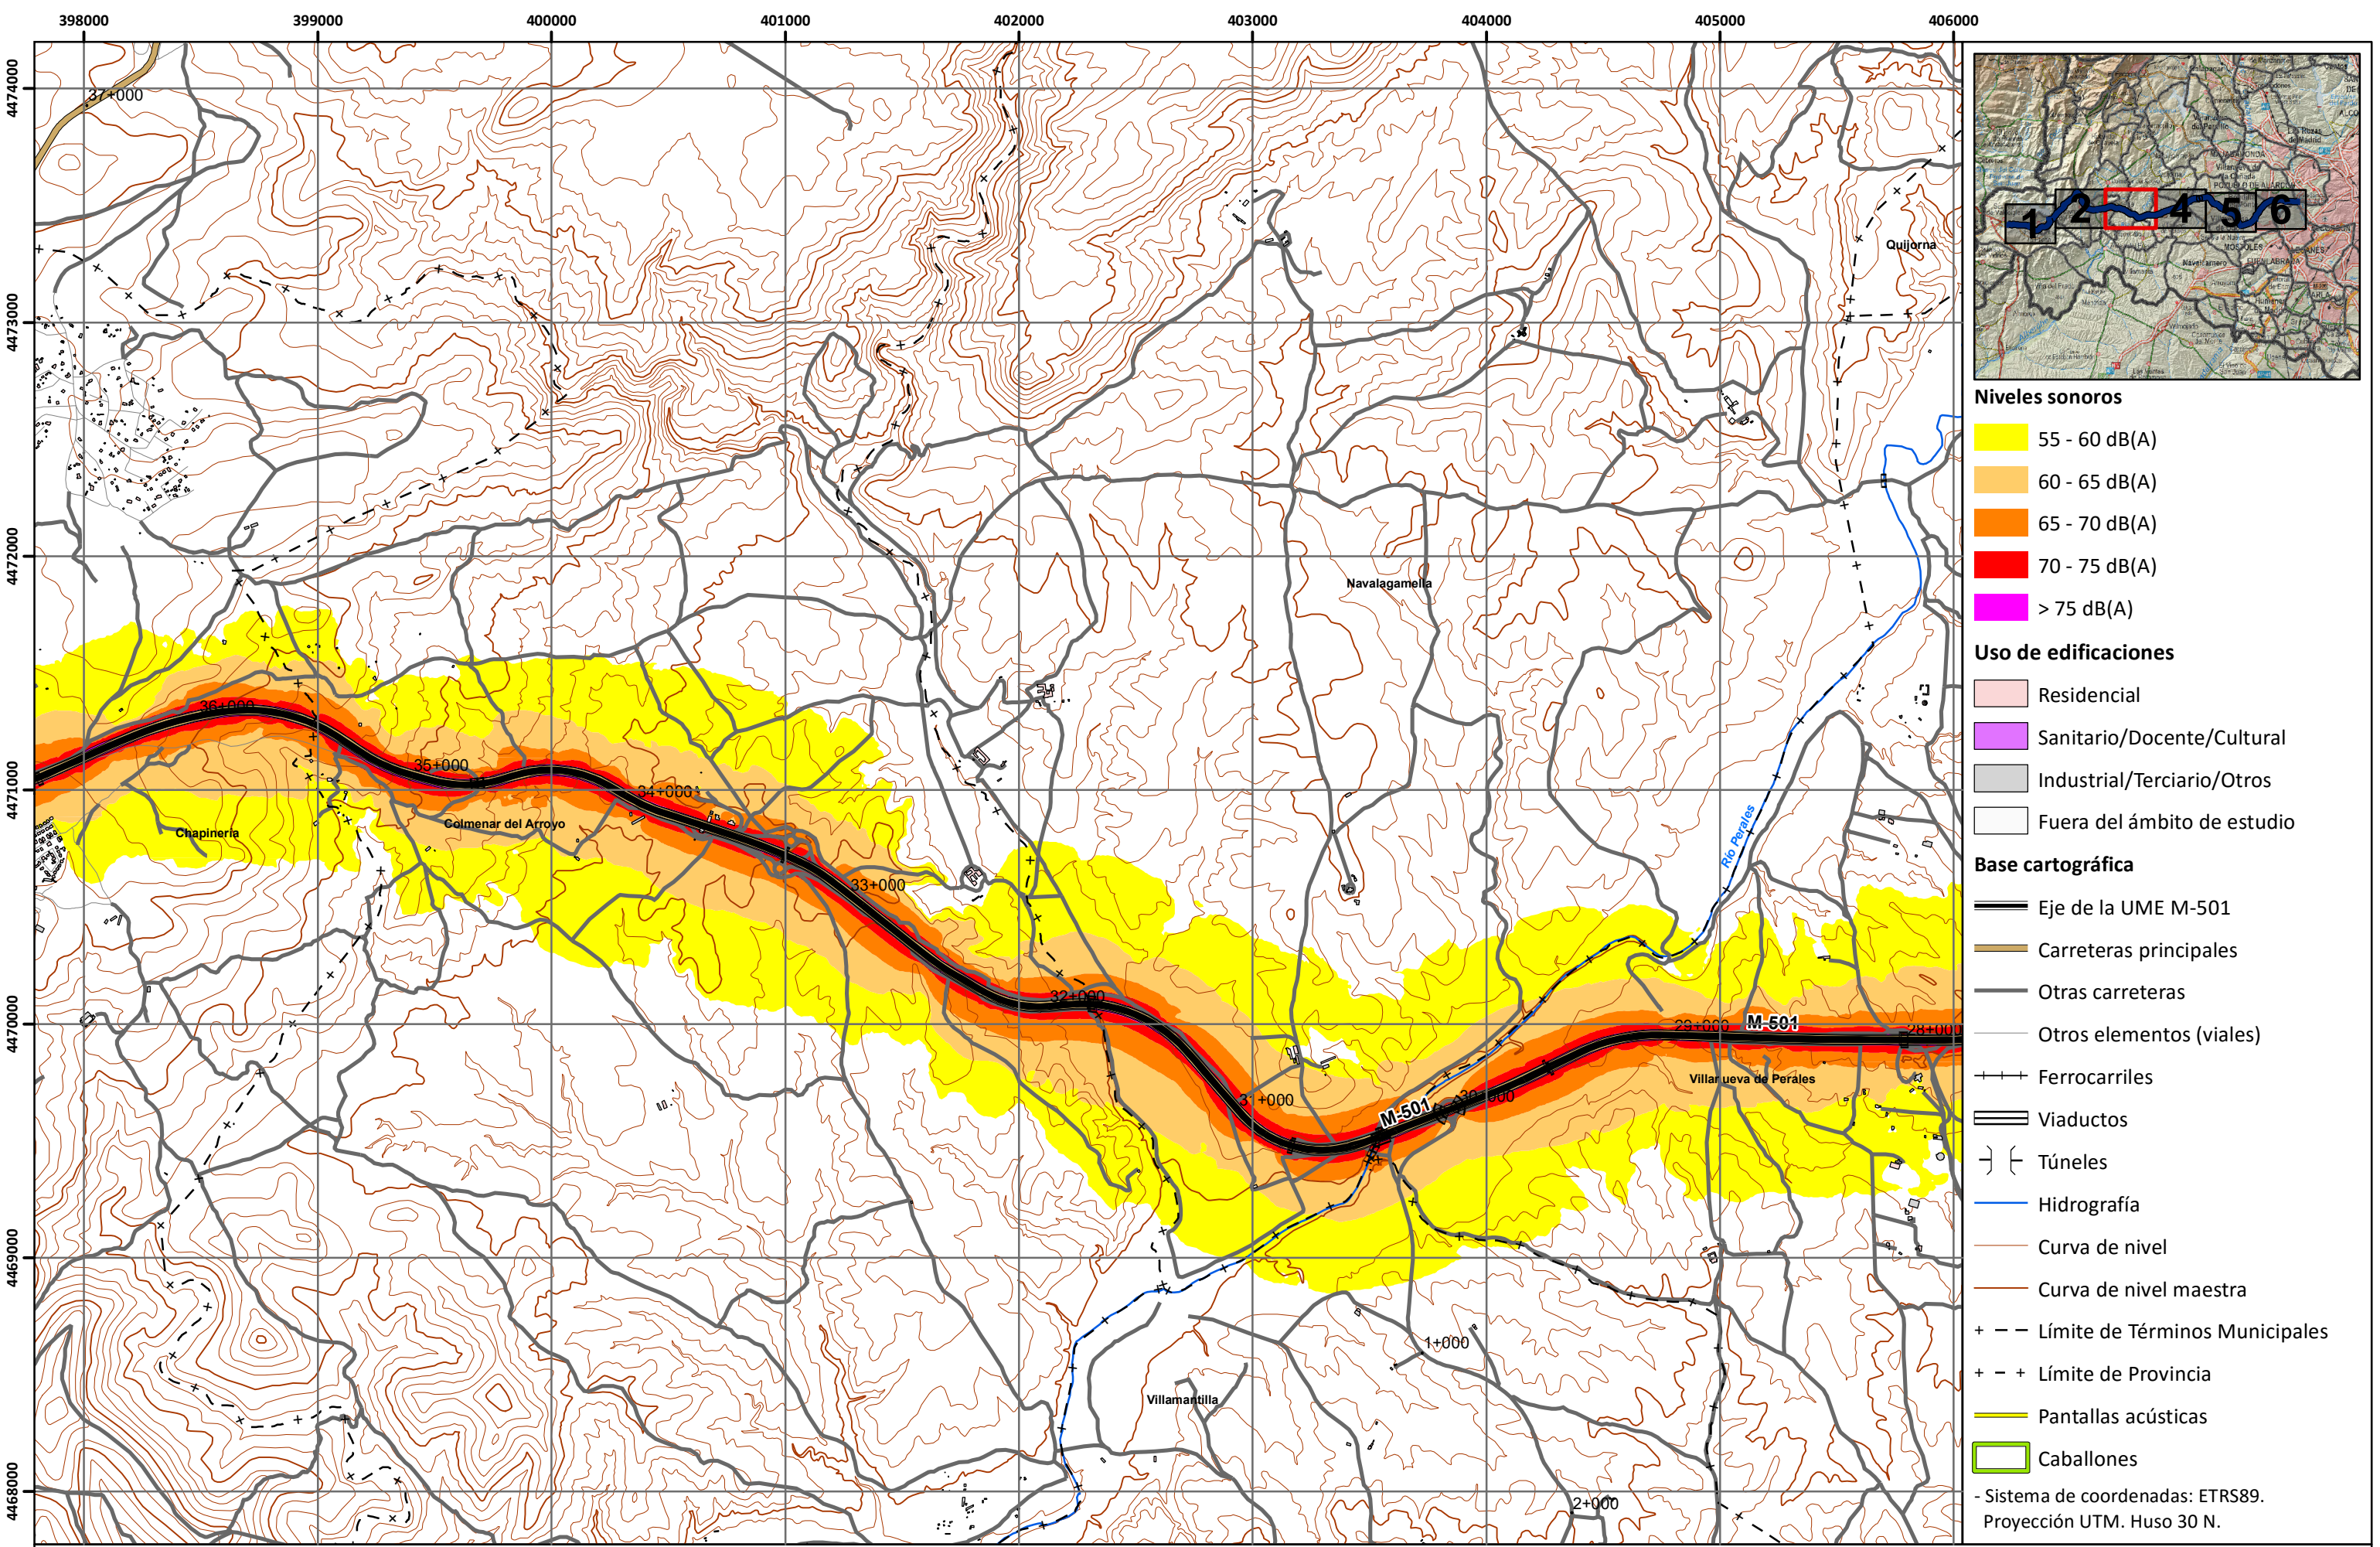 398000 399000 400000 401000 402000 403000 404000 405000 406000
4474000
4473000
4472000
4471000
4470000
4469000
4468000
37+000
Quijorna
Navalagamella
36+000
35+000
34+000
Colmenar del Arroyo
Chapinería
33+000
Río Perales
32+000
29+000
M-501
28+000
Villanueva de Perales
31+000
M-501
30+000
1+000
Villamantilla
2+000
1 2 4 5 6
Niveles sonoros
55 - 60 dB(A)
60 - 65 dB(A)
65 - 70 dB(A)
70 - 75 dB(A)
> 75 dB(A)
Uso de edificaciones
Residencial
Sanitario/Docente/Cultural
Industrial/Terciario/Otros
Fuera del ámbito de estudio
Base cartográfica
Eje de la UME M-501
Carreteras principales
Otras carreteras
Otros elementos (viales)
Ferrocarriles
Viaductos
Túneles
Hidrografía
Curva de nivel
Curva de nivel maestra
Límite de Términos Municipales
Límite de Provincia
Pantallas acústicas
Caballones
- Sistema de coordenadas: ETRS89.
Proyección UTM. Huso 30 N.